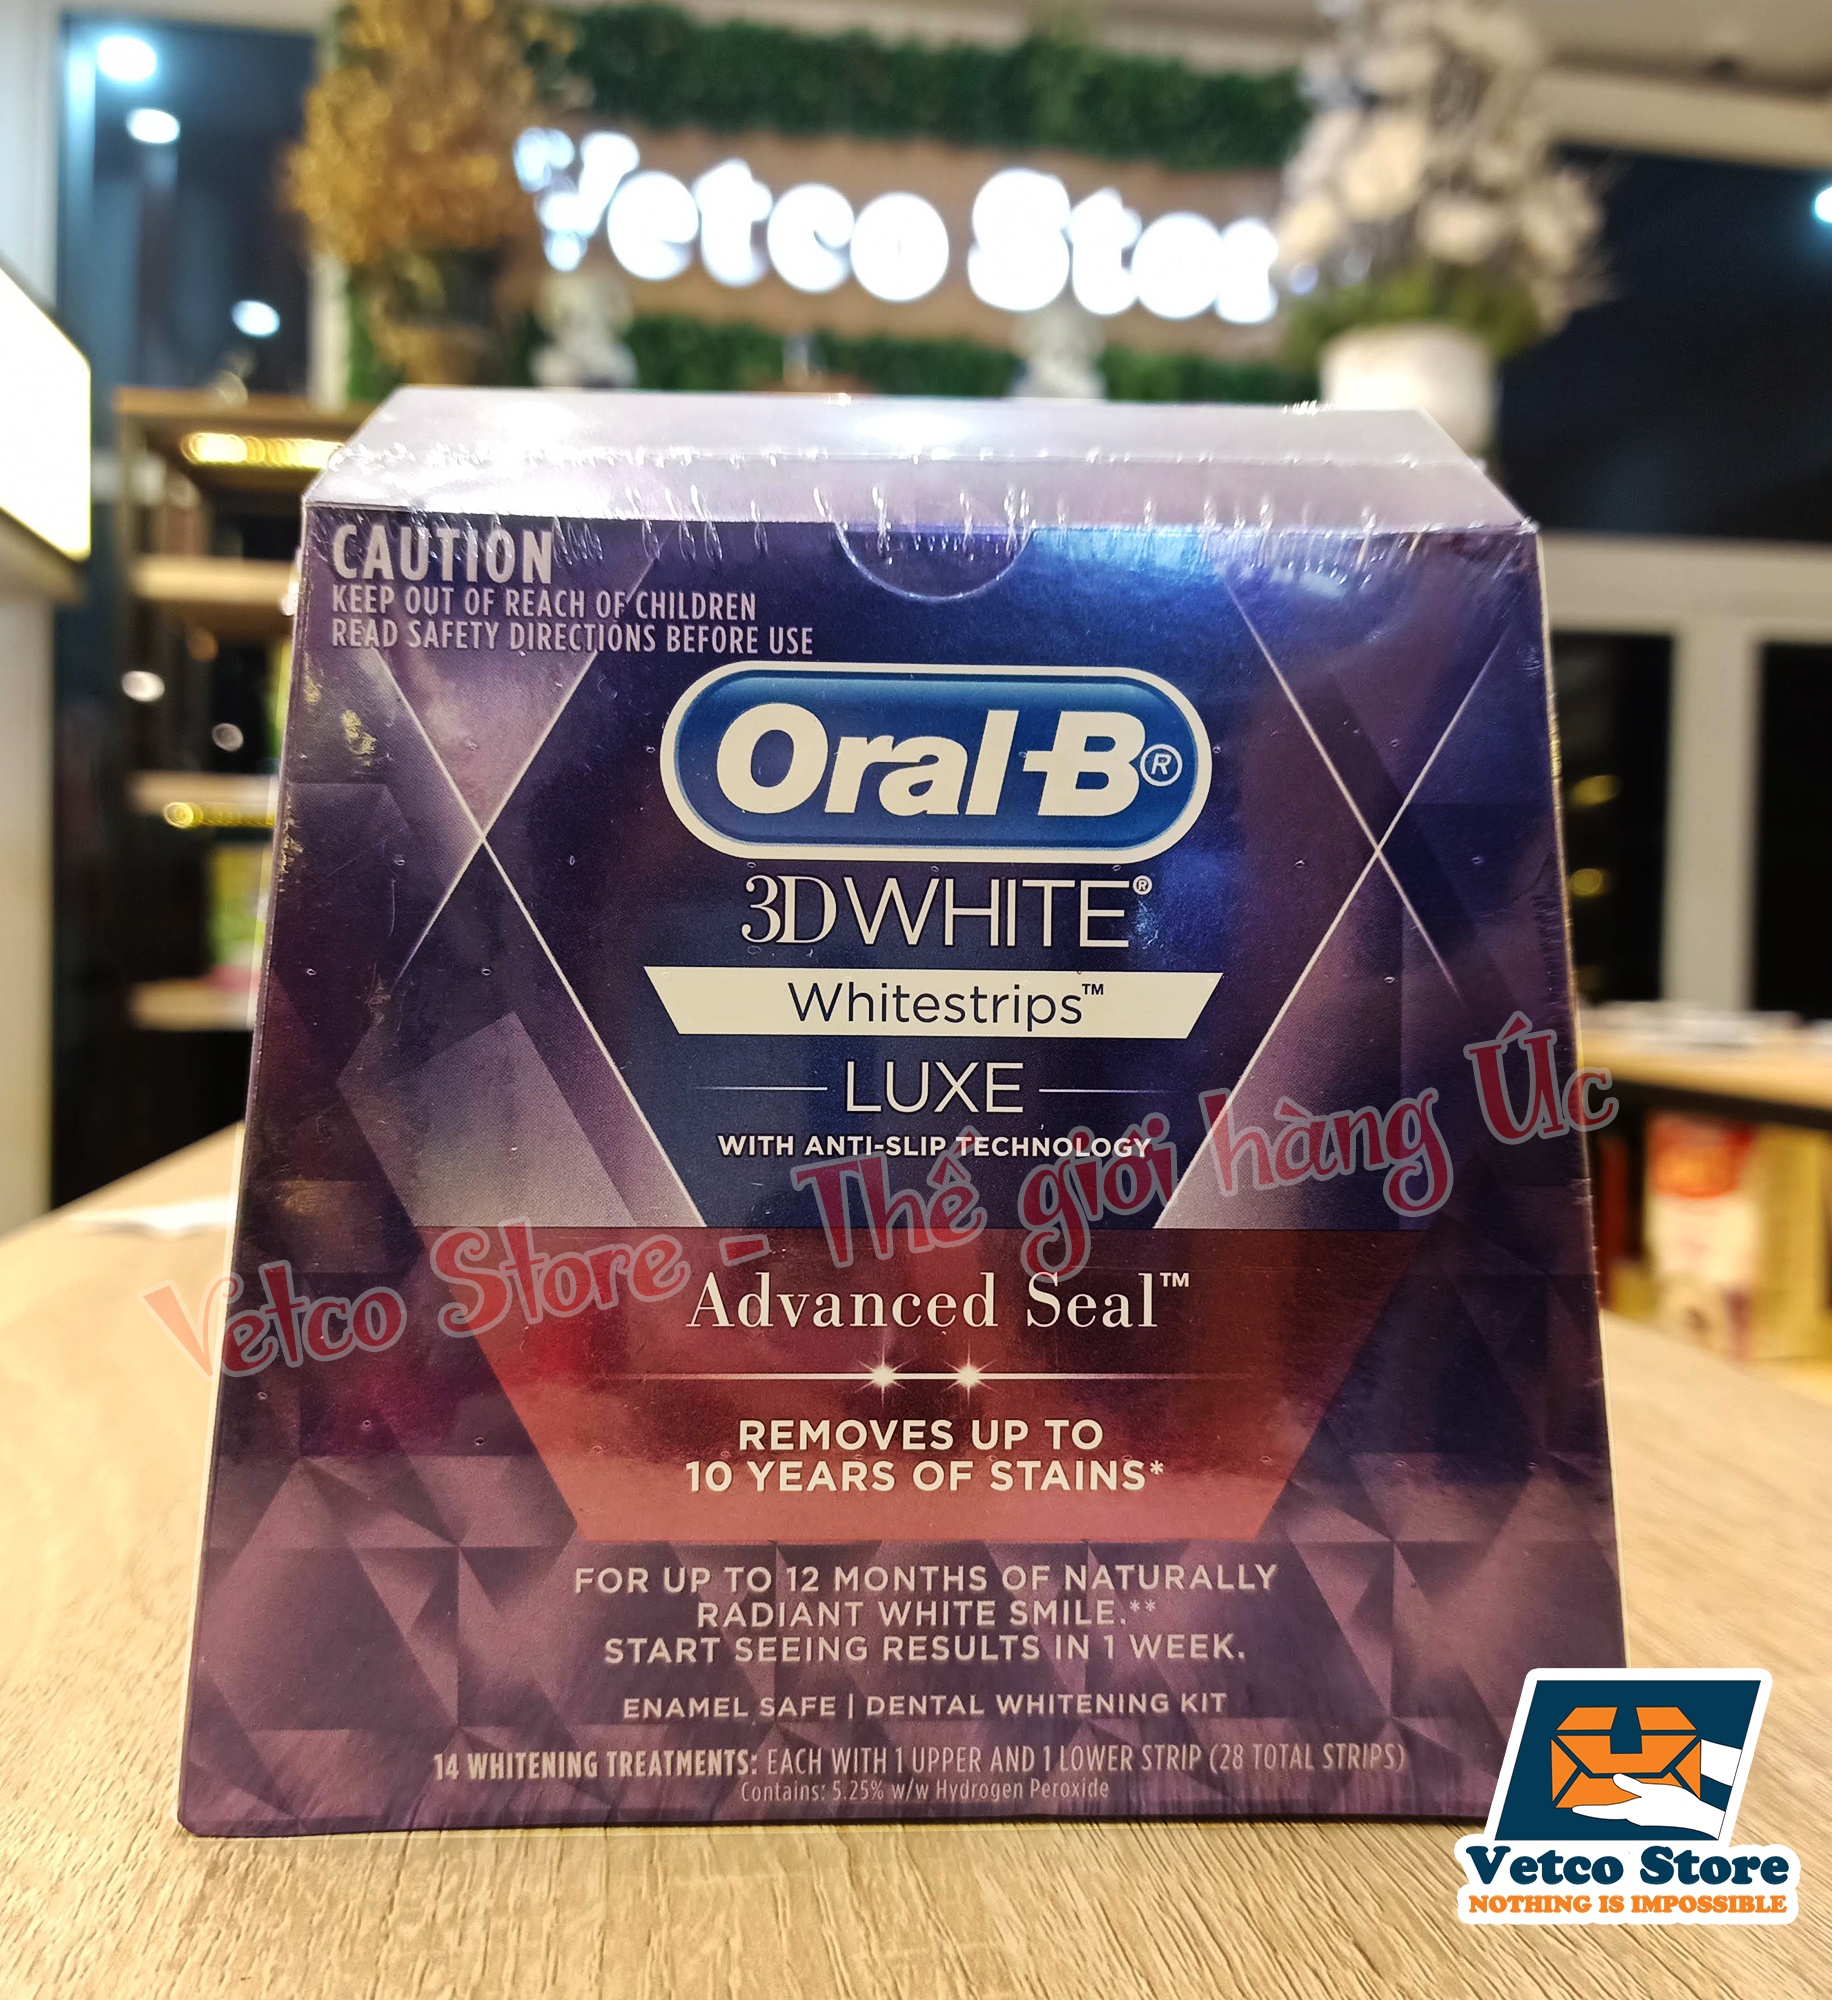 Vetco Stor
CAUTION
KEEP OUT OF REACH OF CHILDREN
READ SAFETY DIRECTIONS BEFORE USE
Oral-B®
3DWHITE®
Whitestrips™
LUXE
WITH ANTI-SLIP TECHNOLOGY
Vetco Store - Thế giới hàng Úc
Advanced Seal™
REMOVES UP TO
10 YEARS OF STAINS*
FOR UP TO 12 MONTHS OF NATURALLY
RADIANT WHITE SMILE.**
START SEEING RESULTS IN 1 WEEK.
ENAMEL SAFE | DENTAL WHITENING KIT
14 WHITENING TREATMENTS: EACH WITH 1 UPPER AND 1 LOWER STRIP (28 TOTAL STRIPS)
Contains: 5.25% w/w Hydrogen Peroxide
Vetco Store
NOTHING IS IMPOSSIBLE